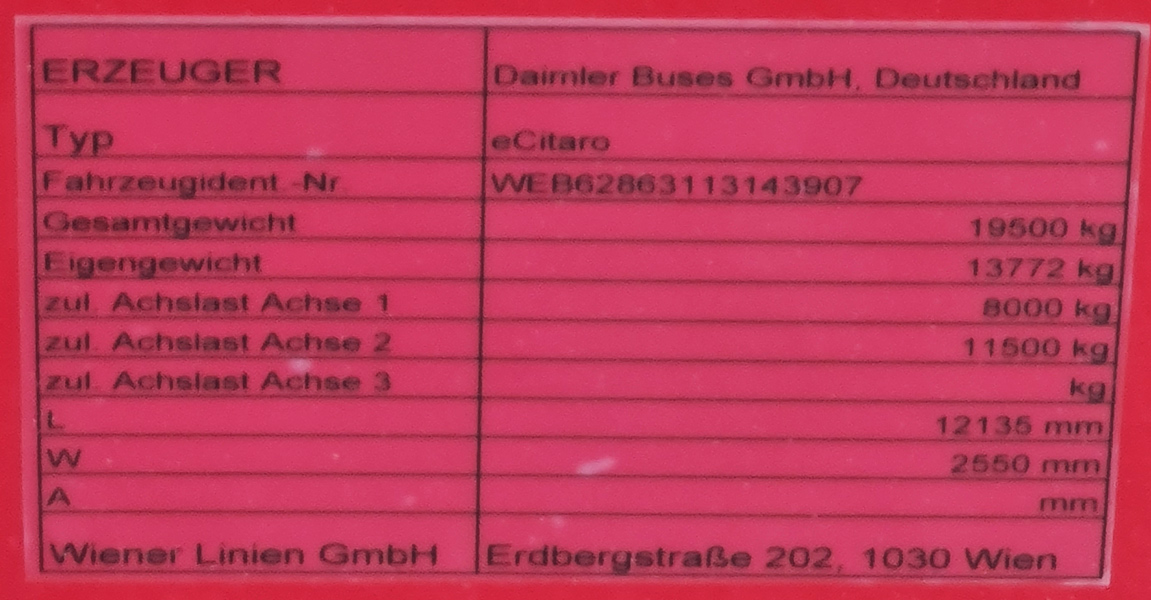 ERZEUGER Daimler Buses GmbH, Deutschland
Typ eCitaro
Fahrzeugident.-Nr. WEB62863113143907
Gesamtgewicht 19500 kg
Eigengewicht 13772 kg
zul. Achslast Achse 1 8000 kg
zul. Achslast Achse 2 11500 kg
zul. Achslast Achse 3 kg
L 12135 mm
W 2550 mm
A mm
Wiener Linien GmbH Erdbergstraße 202, 1030 Wien